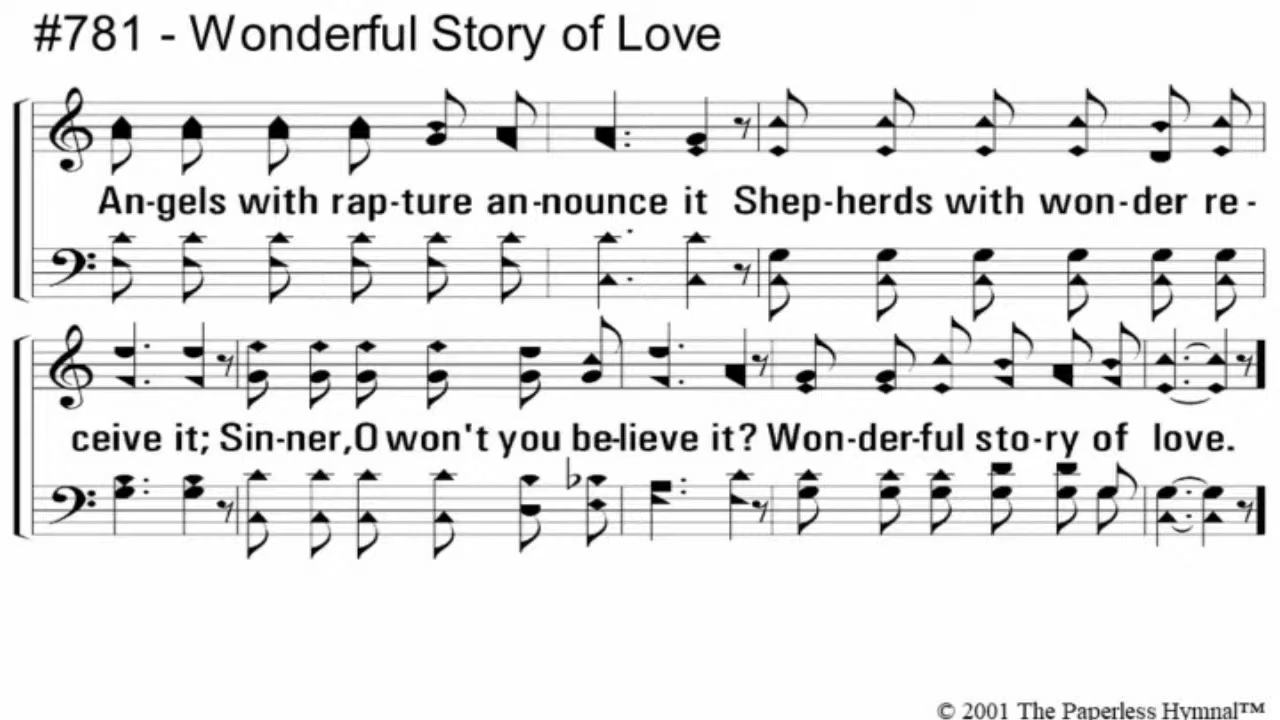 #781 - Wonderful Story of Love
An-gels with rap-ture an-nounce it Shep-herds with won-der re -
ceive it; Sin-ner,O won't you be-lieve it? Won-der-ful sto-ry of love.
© 2001 The Paperless Hymnal™